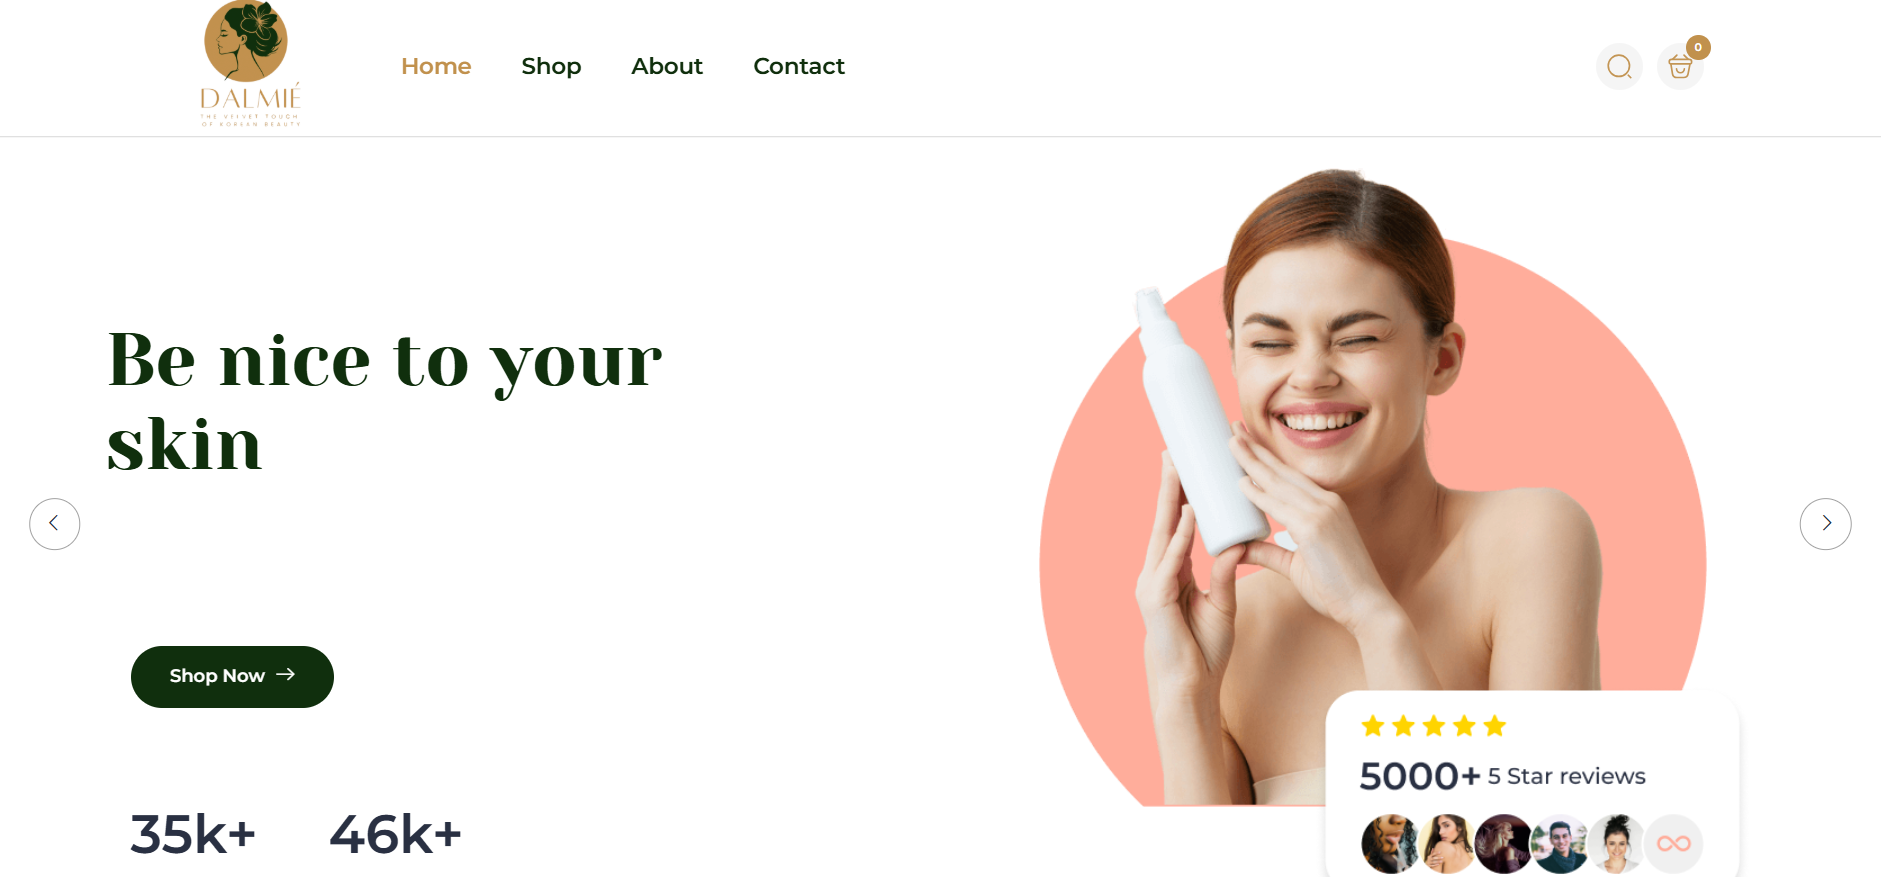 DALMIÉ
THE VELVET TOUCH
OF KOREAN BEAUTY
Home
Shop
About
Contact
0
Be nice to your
skin
Shop Now
35k+
46k+
5000+ 5 Star reviews